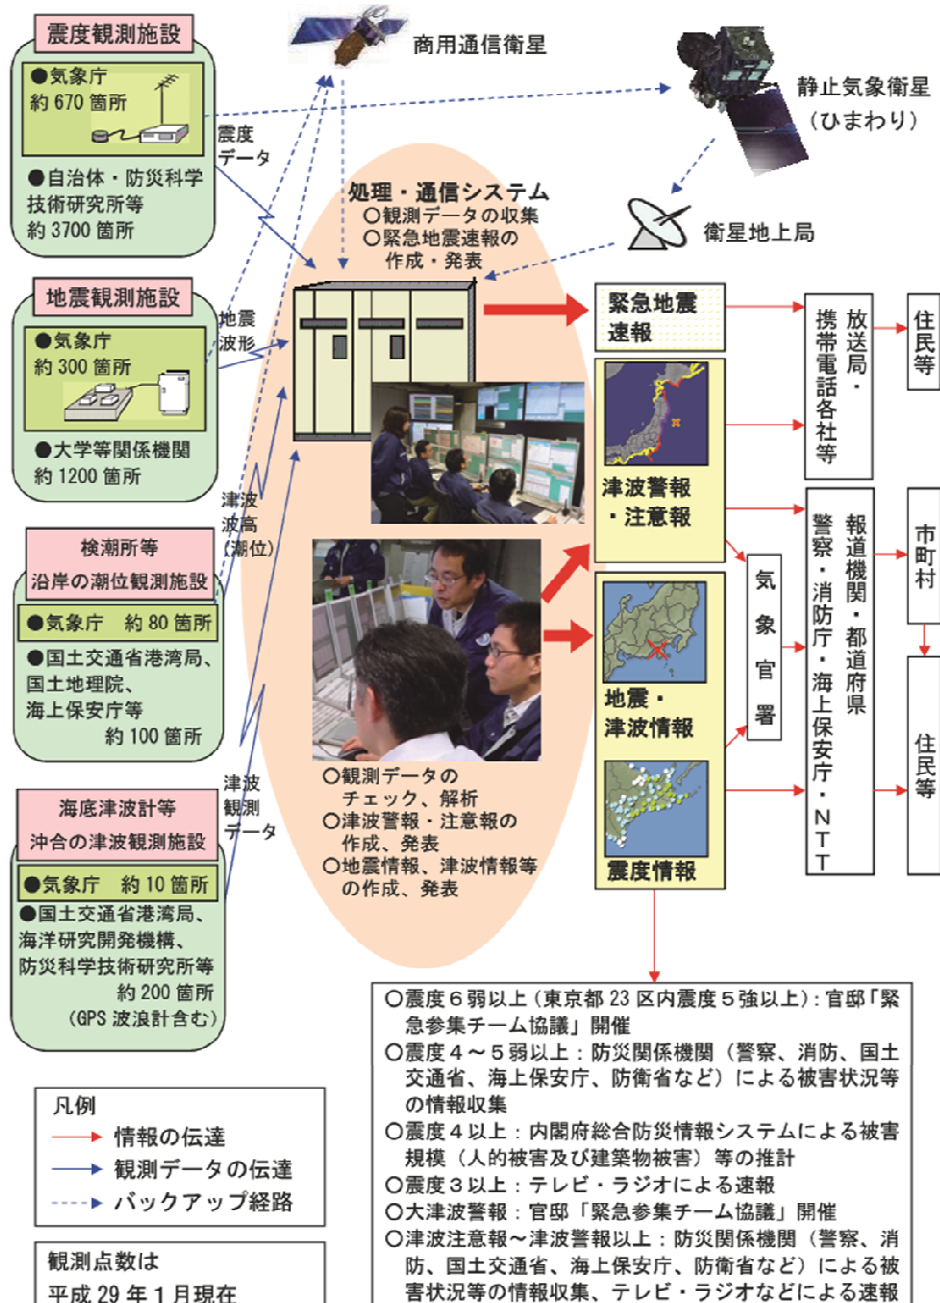 震度観測施設
●気象庁
約670箇所
●自治体・防災科学
技術研究所等
約3700箇所
震度
データ
商用通信衛星
静止気象衛星
(ひまわり)
衛星地上局
処理・通信システム
○観測データの収集
○緊急地震速報の
作成・発表
地震観測施設
●気象庁
約300箇所
●大学等関係機関
約1200箇所
地震
波形
検潮所等
沿岸の潮位観測施設
●気象庁 約80箇所
●国土交通省港湾局、
国土地理院、
海上保安庁等
約100箇所
津波
波高
(潮位)
海底津波計等
沖合の津波観測施設
●気象庁 約10箇所
●国土交通省港湾局、
海洋研究開発機構、
防災科学技術研究所等
約200箇所
(GPS波浪計含む)
津波
観測
データ
○観測データの
チェック、解析
○津波警報・注意報の
作成、発表
○地震情報、津波情報等
の作成、発表
緊急地震
速報
津波警報
・注意報
地震・
津波情報
震度情報
気象官署
放送局・
携帯電話各社等
住民等
報道機関・都道府県
警察・消防庁・海上保安庁・NTT
市町村
住民等
○震度6弱以上(東京都23区内震度5強以上):官邸「緊
急参集チーム協議」開催
○震度4~5弱以上:防災関係機関(警察、消防、国土
交通省、海上保安庁、防衛省など)による被害状況等
の情報収集
○震度4以上:内閣府総合防災情報システムによる被害
規模(人的被害及び建築物被害)等の推計
○震度3以上:テレビ・ラジオによる速報
○大津波警報:官邸「緊急参集チーム協議」開催
○津波注意報~津波警報以上:防災関係機関(警察、消
防、国土交通省、海上保安庁、防衛省など)による被
害状況等の情報収集、テレビ・ラジオなどによる速報
凡例
情報の伝達
観測データの伝達
バックアップ経路
観測点数は
平成29年1月現在